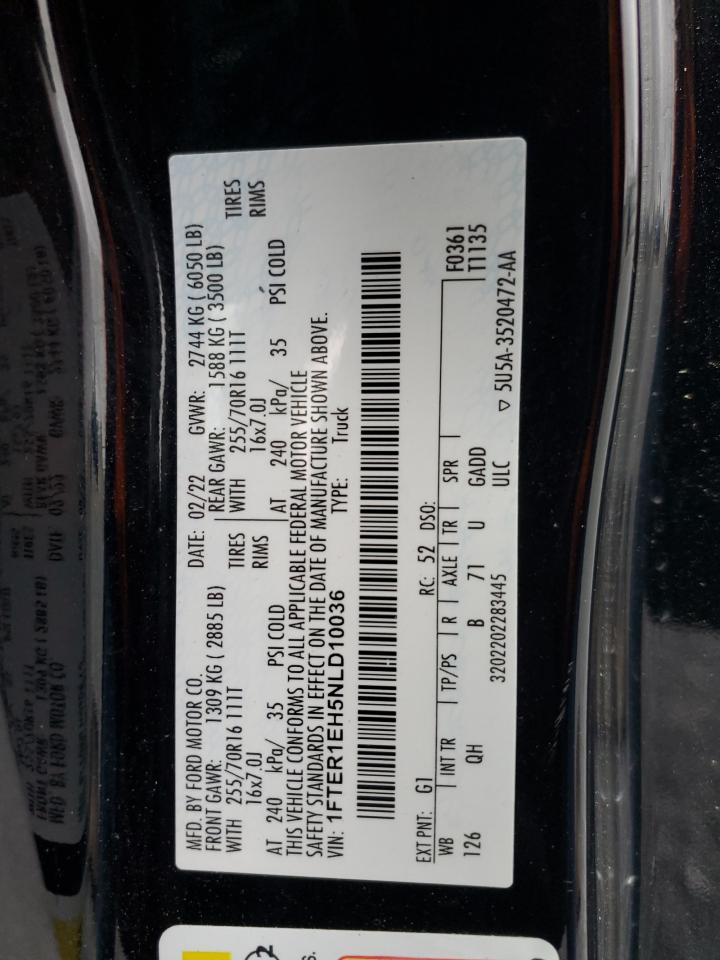 MFD. BY FORD MOTOR CO.
DATE: 02/22 GVWR: 2744 KG ( 6050 LB)
FRONT GAWR: 1309 KG ( 2885 LB)
REAR GAWR: 1588 KG ( 3500 LB)
WITH 255/70R16 111T TIRES
WITH 255/70R16 111T TIRES
16x7.0J RIMS
16x7.0J RIMS
AT 240 kPa/ 35 PSI COLD
AT 240 kPa/ 35 PSI COLD
THIS VEHICLE CONFORMS TO ALL APPLICABLE FEDERAL MOTOR VEHICLE
SAFETY STANDARDS IN EFFECT ON THE DATE OF MANUFACTURE SHOWN ABOVE.
VIN: 1FTER1EH5NLD10036 TYPE: Truck
EXT PNT: G1 RC: 52 DSO: F0361
WB INT TR TP/PS R AXLE TR SPR T1135
126 QH B 71 U GADD
3202202283445 ULC ▽ 5U5A-3520472-AA
2
S.